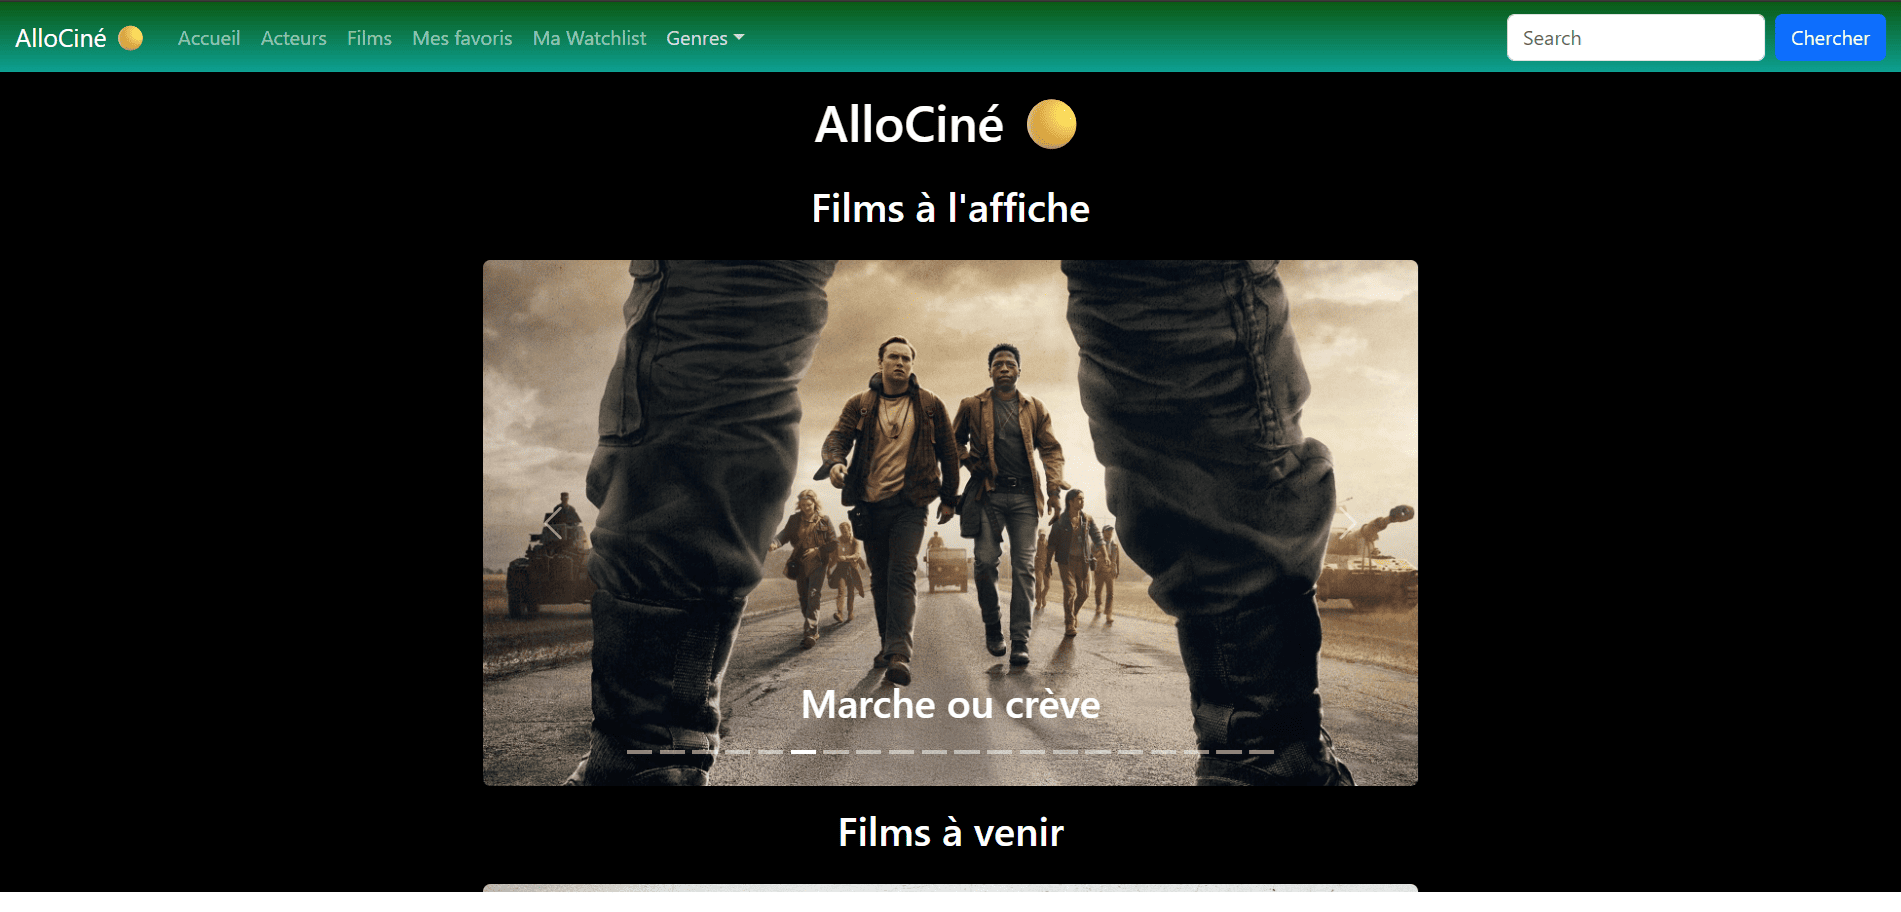 AlloCiné Accueil Acteurs Films Mes favoris Ma Watchlist Genres Search Chercher
AlloCiné
Films à l'affiche
Marche ou crève
Films à venir